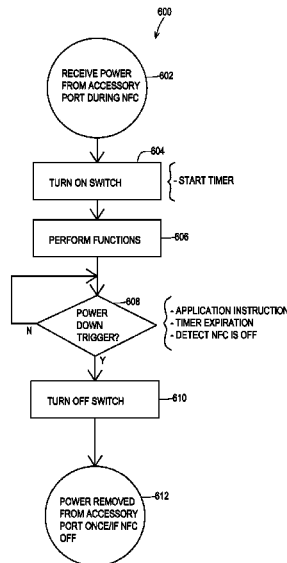 600
RECEIVE POWER
FROM ACCESSORY
PORT DURING NFC
602
604
TURN ON SWITCH
- START TIMER
PERFORM FUNCTIONS
606
608
POWER
DOWN
TRIGGER?
N
Y
- APPLICATION INSTRUCTION
- TIMER EXPIRATION
- DETECT NFC IS OFF
TURN OFF SWITCH
610
POWER REMOVED
FROM ACCESSORY
PORT ONCE/IF NFC
OFF
612